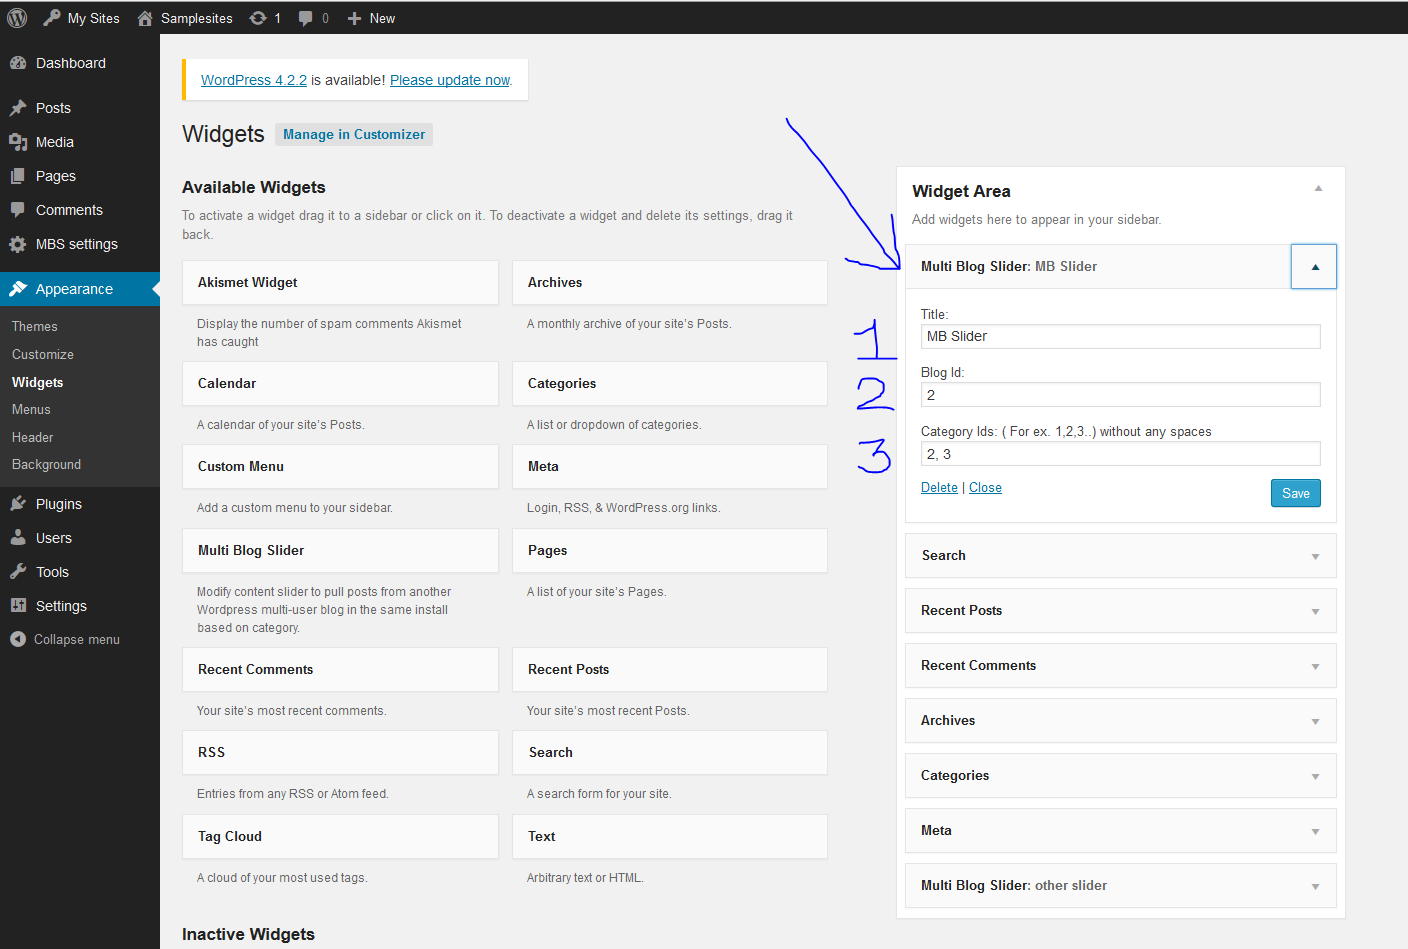 My Sites Samplesites 1 0 New
Dashboard
Posts
Media
Pages
Comments
MBS settings
Appearance
Themes
Customize
Widgets
Menus
Header
Background
Plugins
Users
Tools
Settings
Collapse menu
WordPress 4.2.2 is available! Please update now.
Widgets Manage in Customizer
Available Widgets
To activate a widget drag it to a sidebar or click on it. To deactivate a widget and delete its settings, drag it
back.
Akismet Widget
Display the number of spam comments Akismet
has caught
Archives
A monthly archive of your site's Posts.
Calendar
A calendar of your site's Posts.
Categories
A list or dropdown of categories.
Custom Menu
Add a custom menu to your sidebar.
Meta
Login, RSS, & WordPress.org links.
Multi Blog Slider
Modify content slider to pull posts from another
Wordpress multi-user blog in the same install
based on category.
Pages
A list of your site's Pages.
Recent Comments
Your site's most recent comments.
Recent Posts
Your site's most recent Posts.
RSS
Entries from any RSS or Atom feed.
Search
A search form for your site.
Tag Cloud
A cloud of your most used tags.
Text
Arbitrary text or HTML.
Inactive Widgets
Widget Area
Add widgets here to appear in your sidebar.
Multi Blog Slider: MB Slider
1
Title:
MB Slider
2
Blog Id:
2
3
Category Ids: ( For ex. 1,2,3..) without any spaces
2, 3
Delete | Close Save
Search
Recent Posts
Recent Comments
Archives
Categories
Meta
Multi Blog Slider: other slider